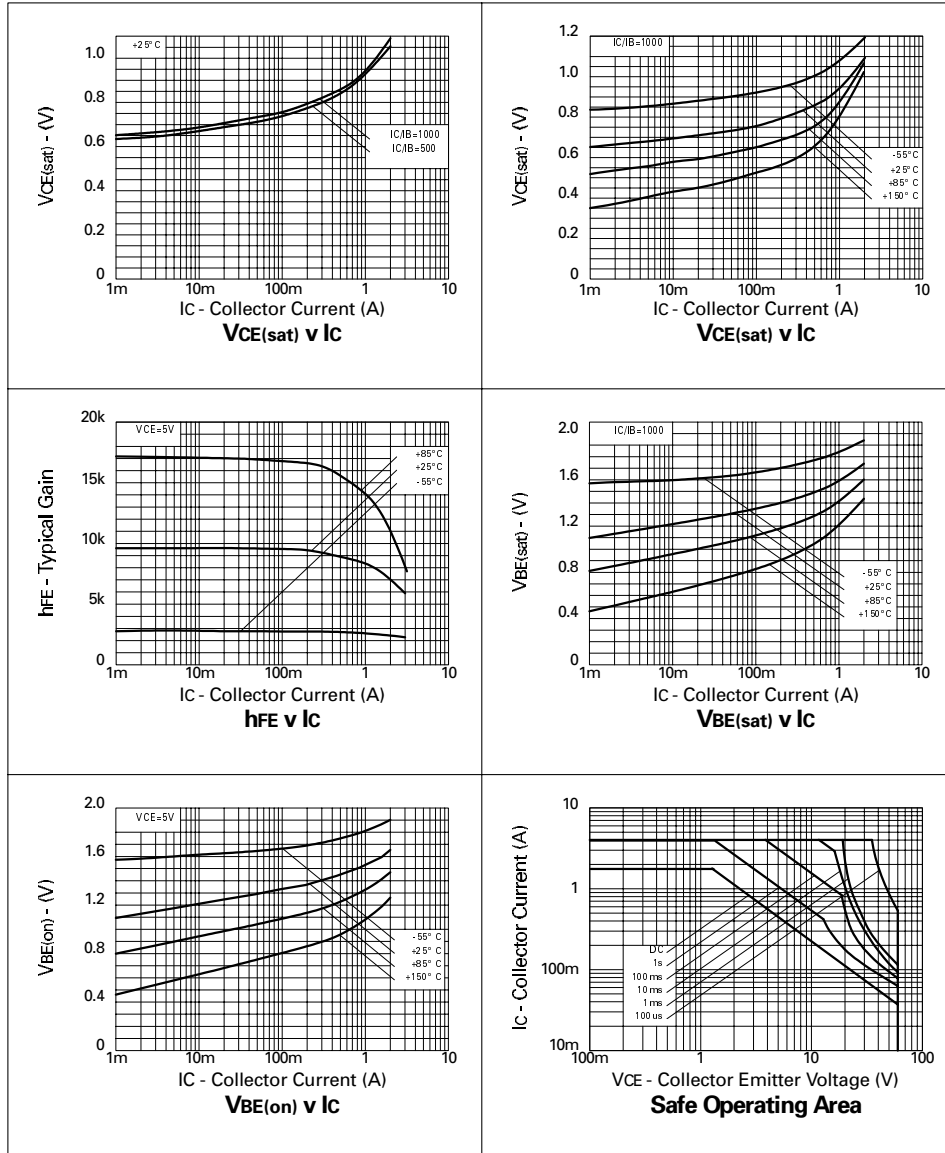 1.0
+25°C
0.8
0.6
0.4
0.2
0
IC/IB=1000
IC/IB=500
VCE(sat) - (V)
1m 10m 100m 1 10
IC - Collector Current (A)
VCE(sat) v IC
1.2
IC/IB=1000
1.0
0.8
0.6
0.4
0.2
0
-55°C
+25°C
+85°C
+150°C
VCE(sat) - (V)
1m 10m 100m 1 10
IC - Collector Current (A)
VCE(sat) v IC
20k
VCE=5V
15k
10k
5k
0
+85°C
+25°C
-55°C
hFE - Typical Gain
1m 10m 100m 1 10
IC - Collector Current (A)
hFE v IC
2.0
IC/IB=1000
1.6
1.2
0.8
0.4
0
-55°C
+25°C
+85°C
+150°C
VBE(sat) - (V)
1m 10m 100m 1 10
IC - Collector Current (A)
VBE(sat) v IC
2.0
VCE=5V
1.6
1.2
0.8
0.4
0
-55°C
+25°C
+85°C
+150°C
VBE(on) - (V)
1m 10m 100m 1 10
IC - Collector Current (A)
VBE(on) v IC
10
1
100m
10m
DC
1s
100ms
10ms
1ms
100us
IC - Collector Current (A)
100m 1 10 100
VCE - Collector Emitter Voltage (V)
Safe Operating Area